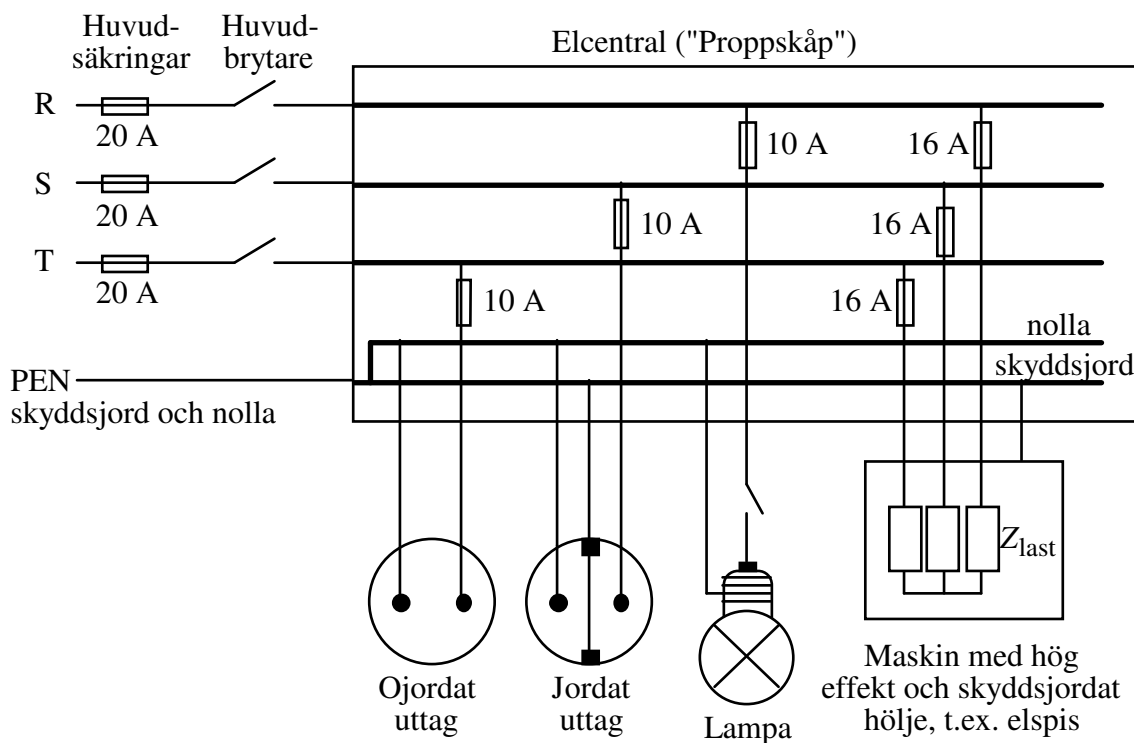 Huvud-
säkringar
Huvud-
brytare
Elcentral ("Proppskåp")
R
20 A
10 A
16 A
S
20 A
10 A
16 A
T
20 A
10 A
16 A
nolla
skyddsjord
PEN
skyddsjord och nolla
Zlast
Ojordat
uttag
Jordat
uttag
Lampa
Maskin med hög
effekt och skyddsjordat
hölje, t.ex. elspis